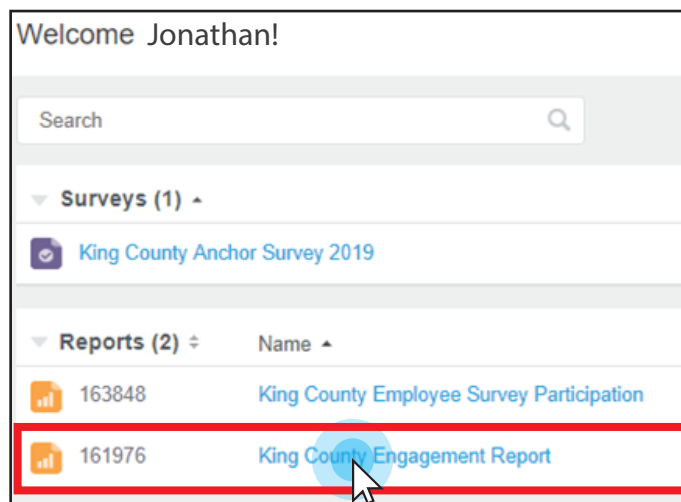 Welcome Jonathan!
Search
Surveys (1)
King County Anchor Survey 2019
Reports (2) Name
163848 King County Employee Survey Participation
161976 King County Engagement Report